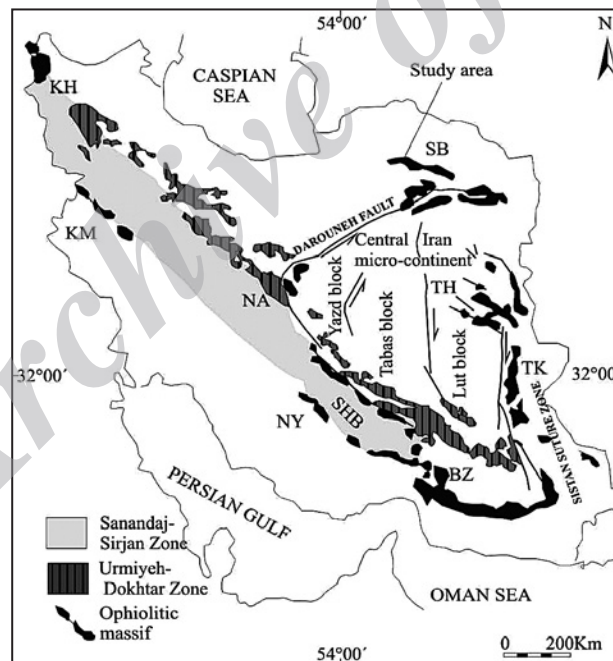 54°00´
N
CASPIAN
SEA
Study area
KH
SB
DAROUNEH FAULT
Central Iran
micro-continent
KM
NA
TH
Yazd block
Tabas block
Lut block
32°00´
TK
32°00´
SHB
NY
SISTAN SUTURE ZONE
BZ
PERSIAN GULF
Sanandaj-
Sirjan Zone
Urmiyeh-
Dokhtar Zone
Ophiolitic
massif
OMAN SEA
54°00´
0 200Km
Archive of